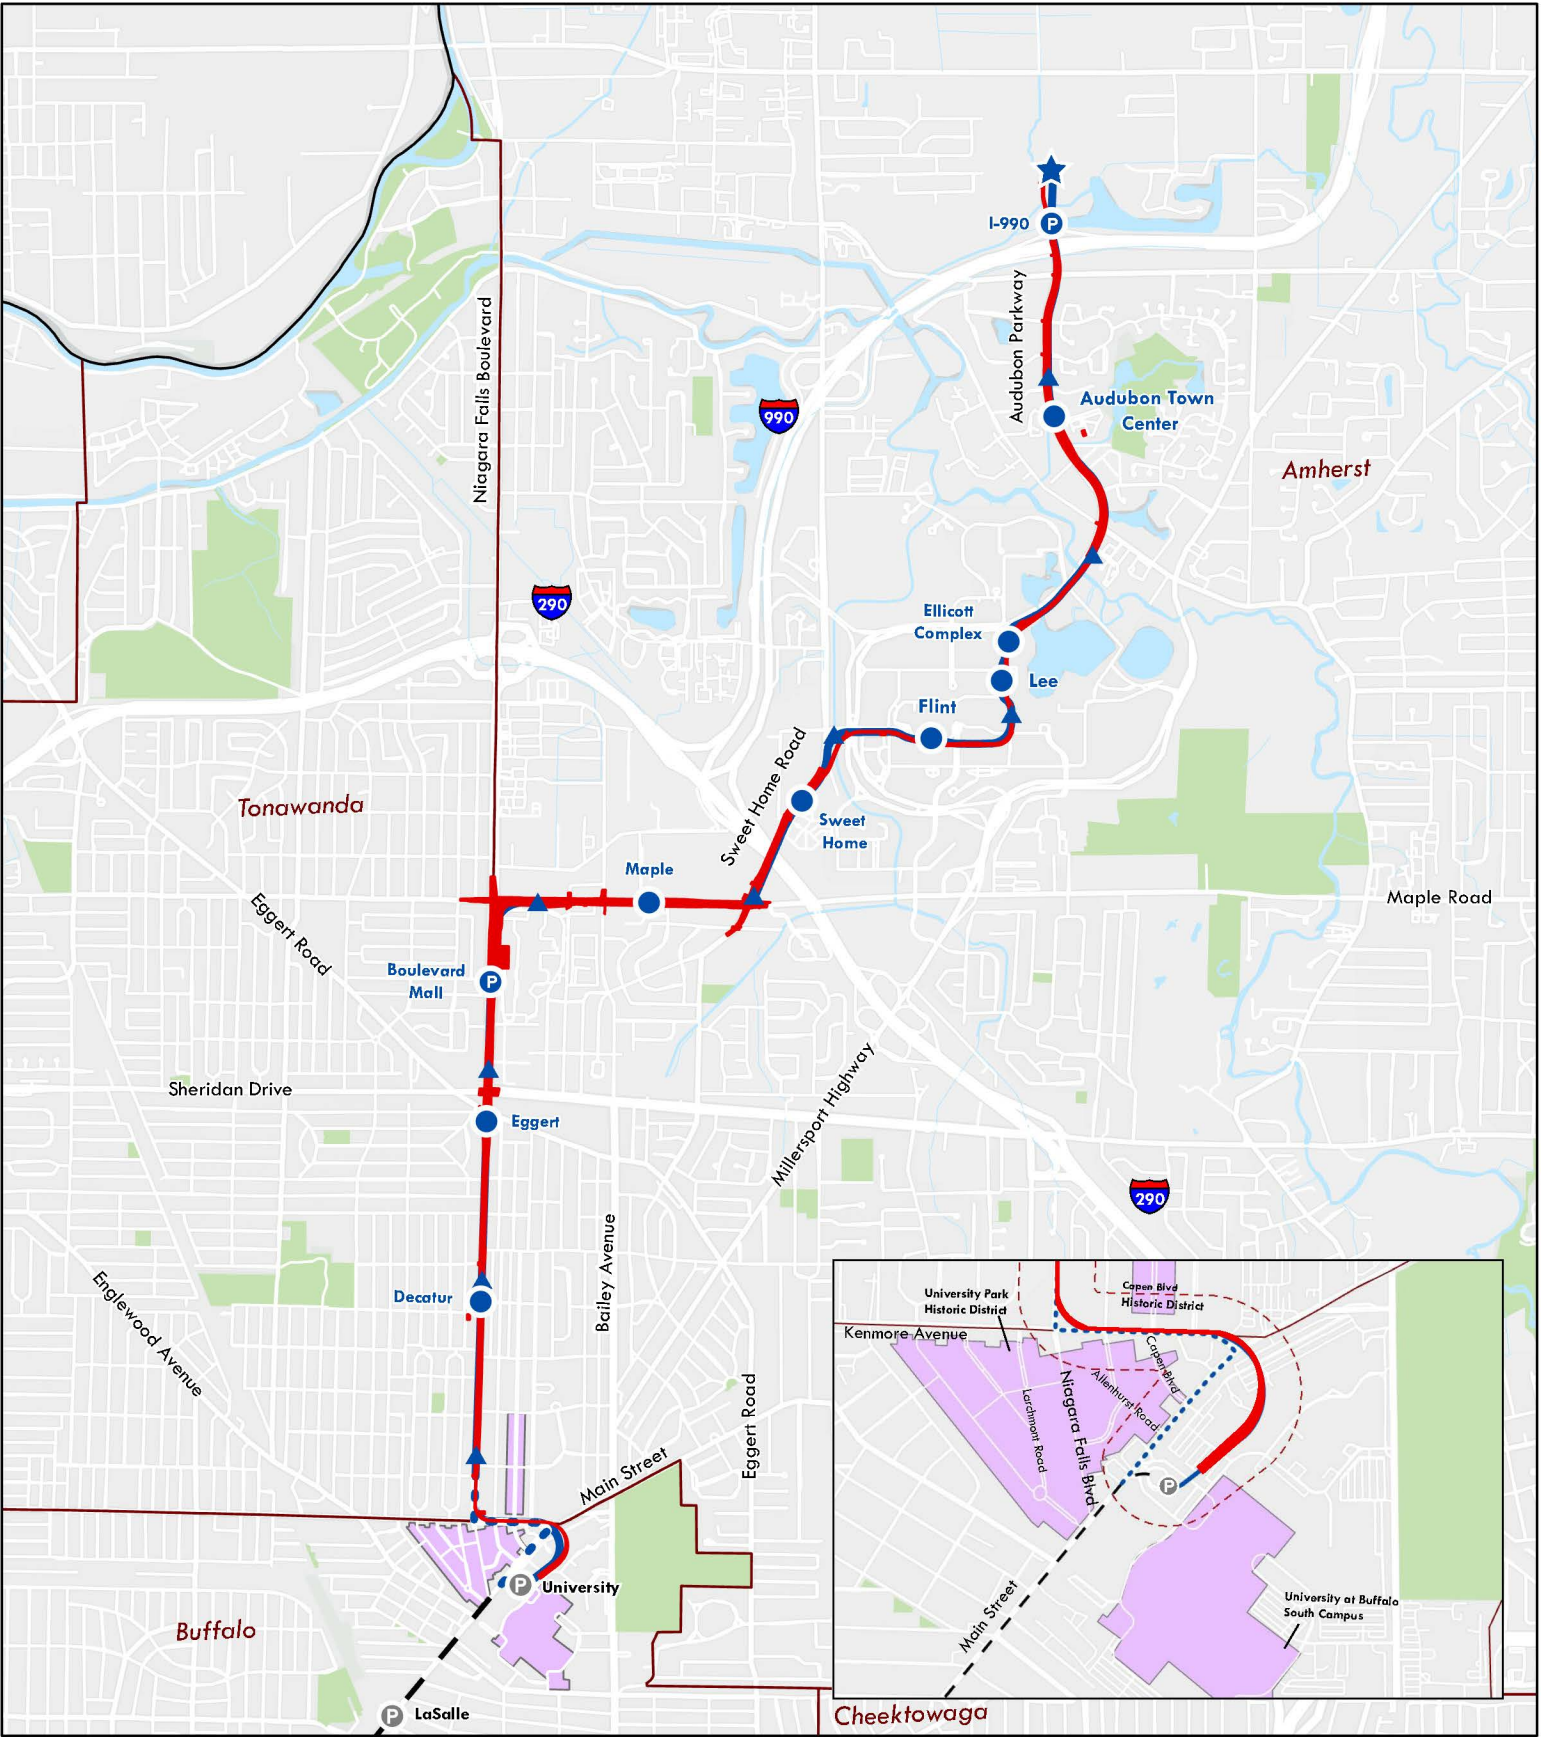 P
I-990
Audubon Parkway
Niagara Falls Boulevard
990
Audubon Town
Center
Amherst
290
Ellicott
Complex
Lee
Flint
Sweet Home Road
Tonawanda
Sweet
Home
Maple
Maple Road
Eggert Road
Boulevard
Mall
P
Millersport Highway
Sheridan Drive
Eggert
290
Bailey Avenue
Englewood Avenue
Decatur
Eggert Road
Main Street
P
University
Buffalo
P
LaSalle
Cheektowaga
University Park
Historic District
Capen Blvd
Historic District
Kenmore Avenue
Capen Blvd
Allenhurst Road
Niagara Falls Blvd
Larchmont Road
P
Main Street
University at Buffalo
South Campus